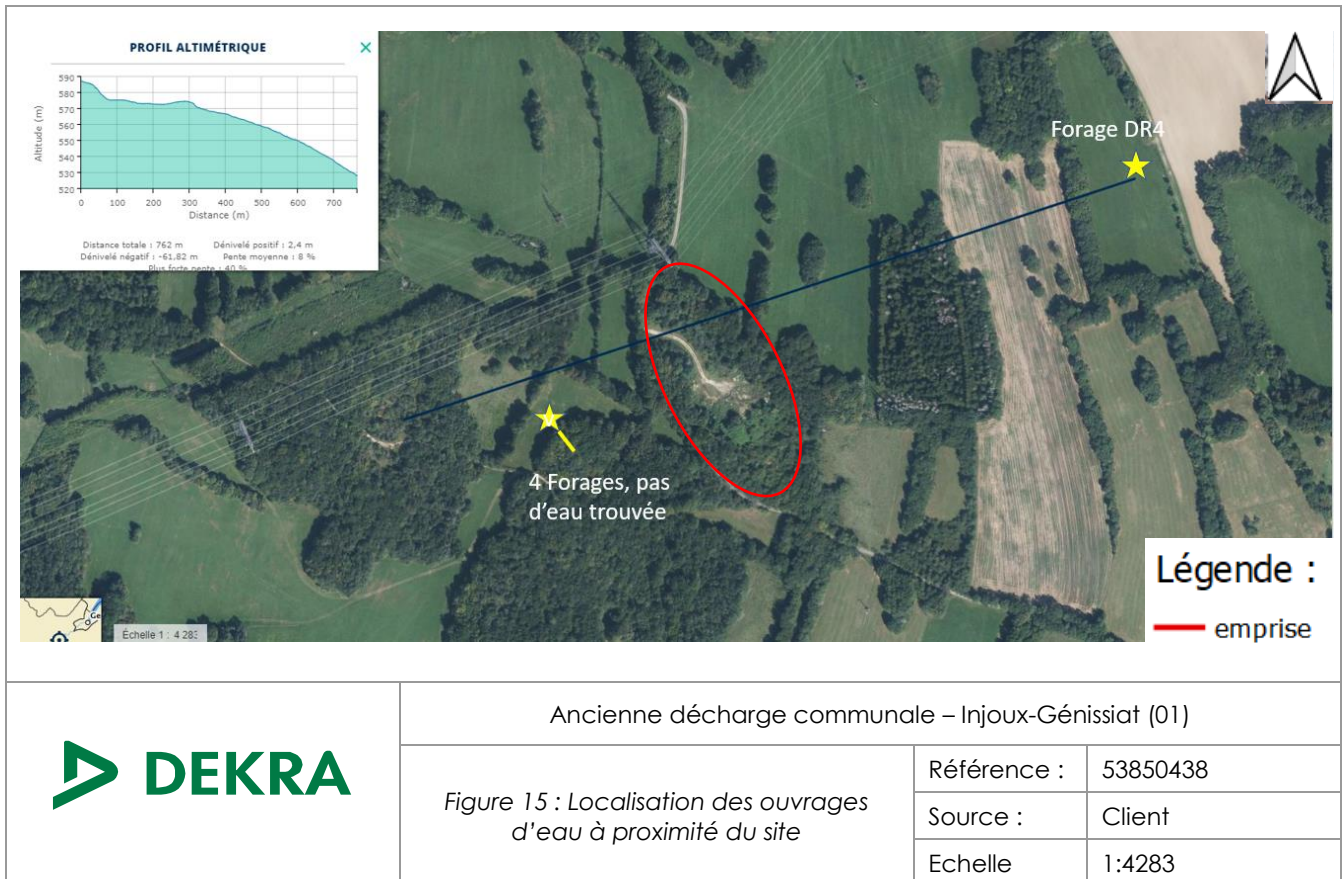 PROFIL ALTIMÉTRIQUE ×
Altitude (m)
590
580
570
560
550
540
530
520
0 100 200 300 400 500 600 700
Distance (m)
Distance totale : 762 m Dénivelé positif : 2,4 m
Dénivelé négatif : -61,82 m Pente moyenne : 8 %
Plus forte pente : 40 %
Forage DR4
4 Forages, pas
d'eau trouvée
Ge
Échelle 1 : 4 283
Légende :
emprise
DEKRA
Ancienne décharge communale – Injoux-Génissiat (01)
Figure 15 : Localisation des ouvrages
d'eau à proximité du site
Référence : 53850438
Source : Client
Echelle 1:4283